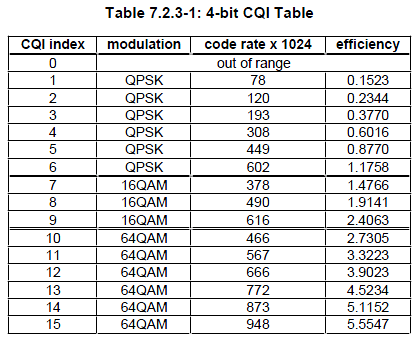 Table 7.2.3-1: 4-bit CQI Table
CQI index modulation code rate x 1024 efficiency
0 out of range
1 QPSK 78 0.1523
2 QPSK 120 0.2344
3 QPSK 193 0.3770
4 QPSK 308 0.6016
5 QPSK 449 0.8770
6 QPSK 602 1.1758
7 16QAM 378 1.4766
8 16QAM 490 1.9141
9 16QAM 616 2.4063
10 64QAM 466 2.7305
11 64QAM 567 3.3223
12 64QAM 666 3.9023
13 64QAM 772 4.5234
14 64QAM 873 5.1152
15 64QAM 948 5.5547